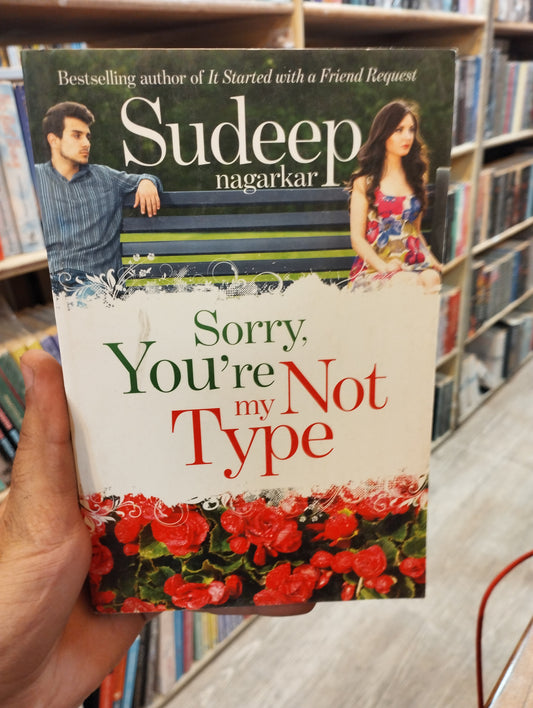 Bestselling author of It Started with a Friend Request
Sudeep
nagarkar
Sorry,
You're
my Not
Type